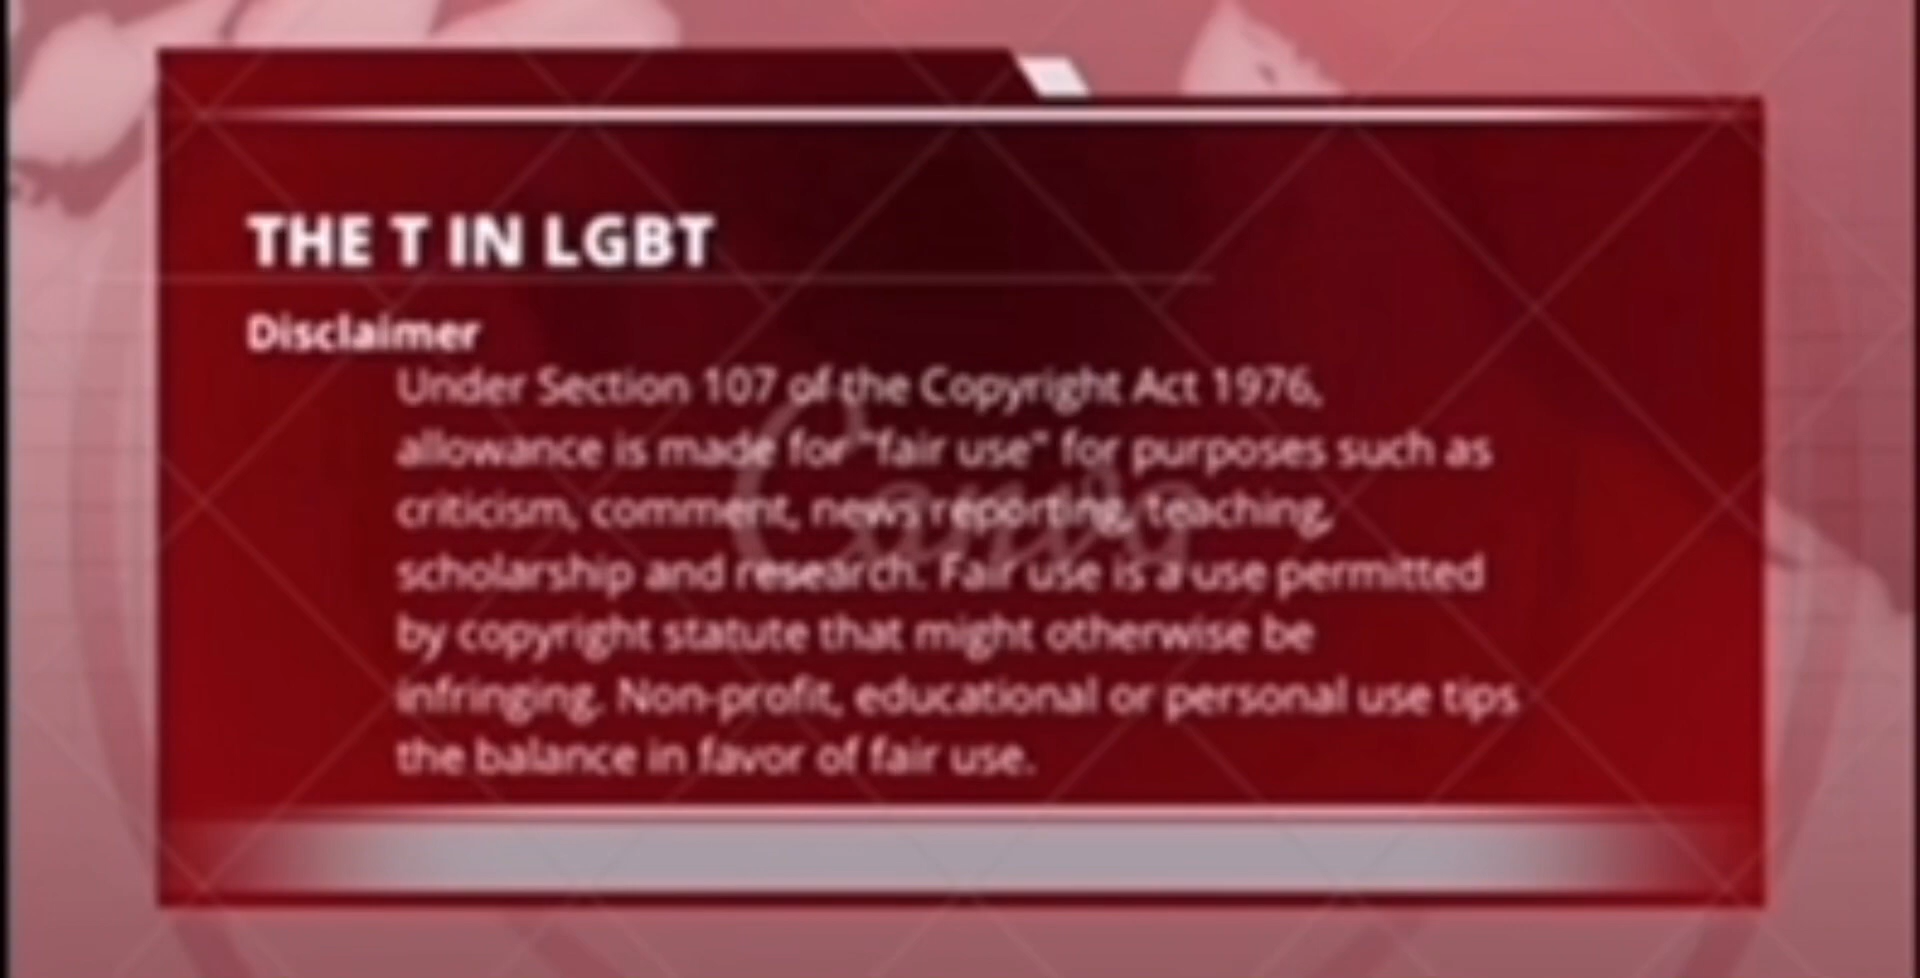 THE T IN LGBT
Disclaimer
Under Section 107 of the Copyright Act 1976,
allowance is made for "fair use" for purposes such as
criticism, comment, news reporting, teaching,
scholarship and research. Fair use is a use permitted
by copyright statute that might otherwise be
infringing. Non-profit, educational or personal use tips
the balance in favor of fair use.
Canva